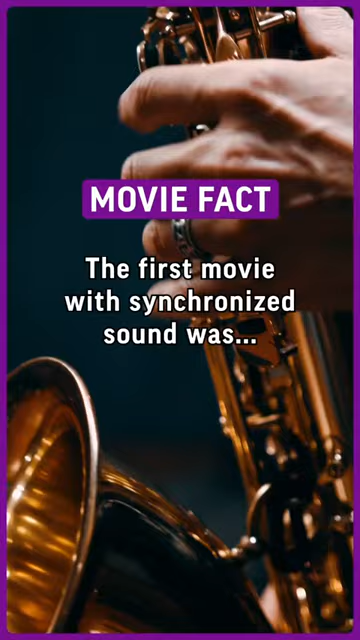 MOVIE FACT
The first movie
with synchronized
sound was...